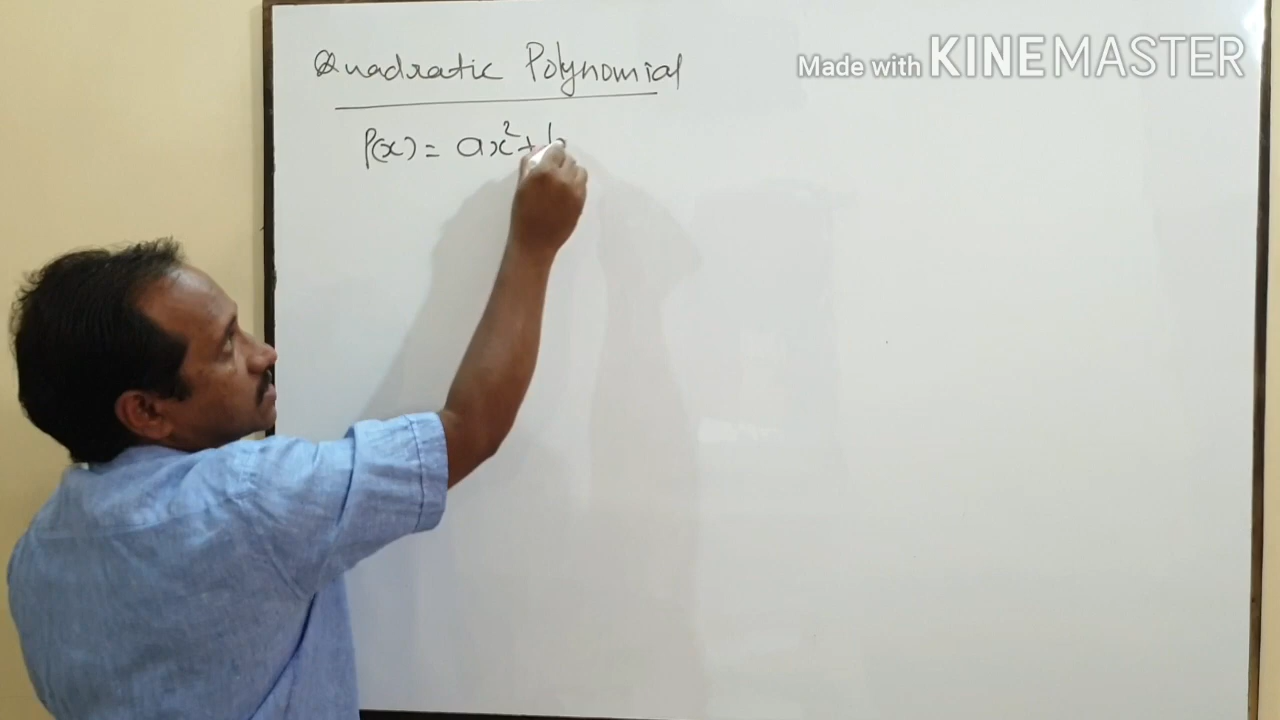 Quadratic Polynomial
P(x) = ax² + b
Made with KINEMASTER